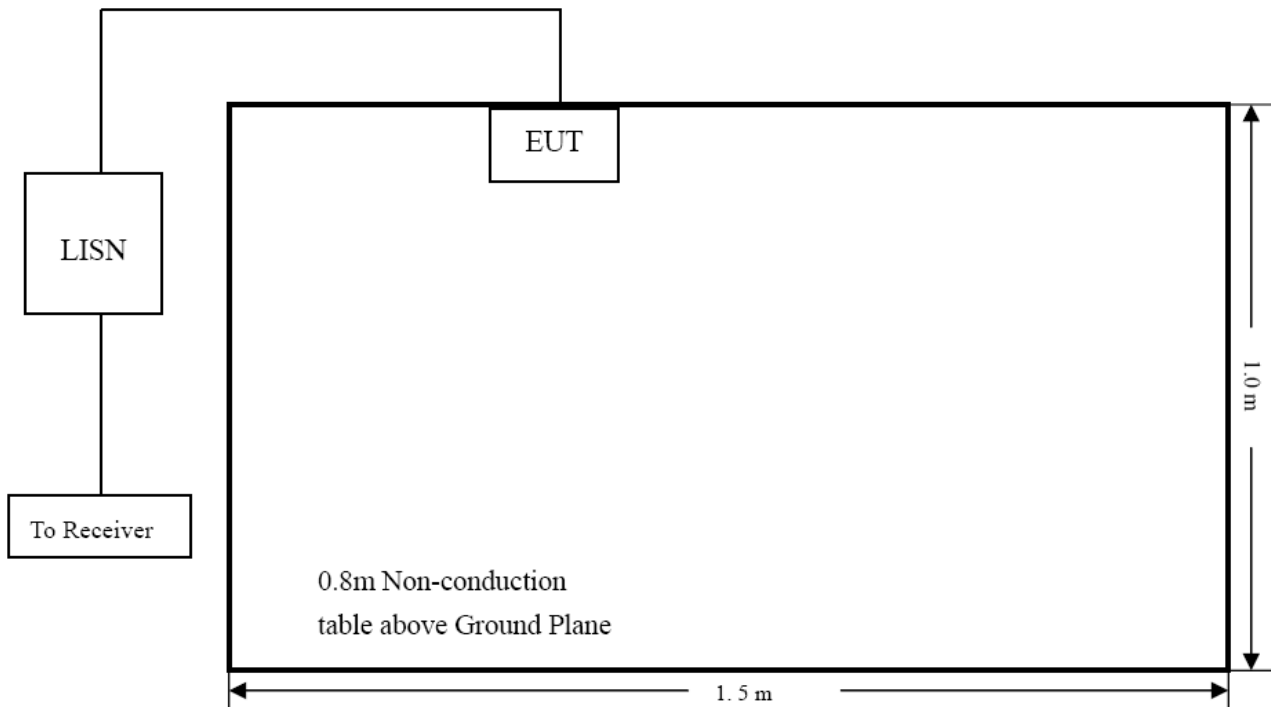 EUT
LISN
1.0 m
To Receiver
0.8m Non-conduction
table above Ground Plane
1. 5 m